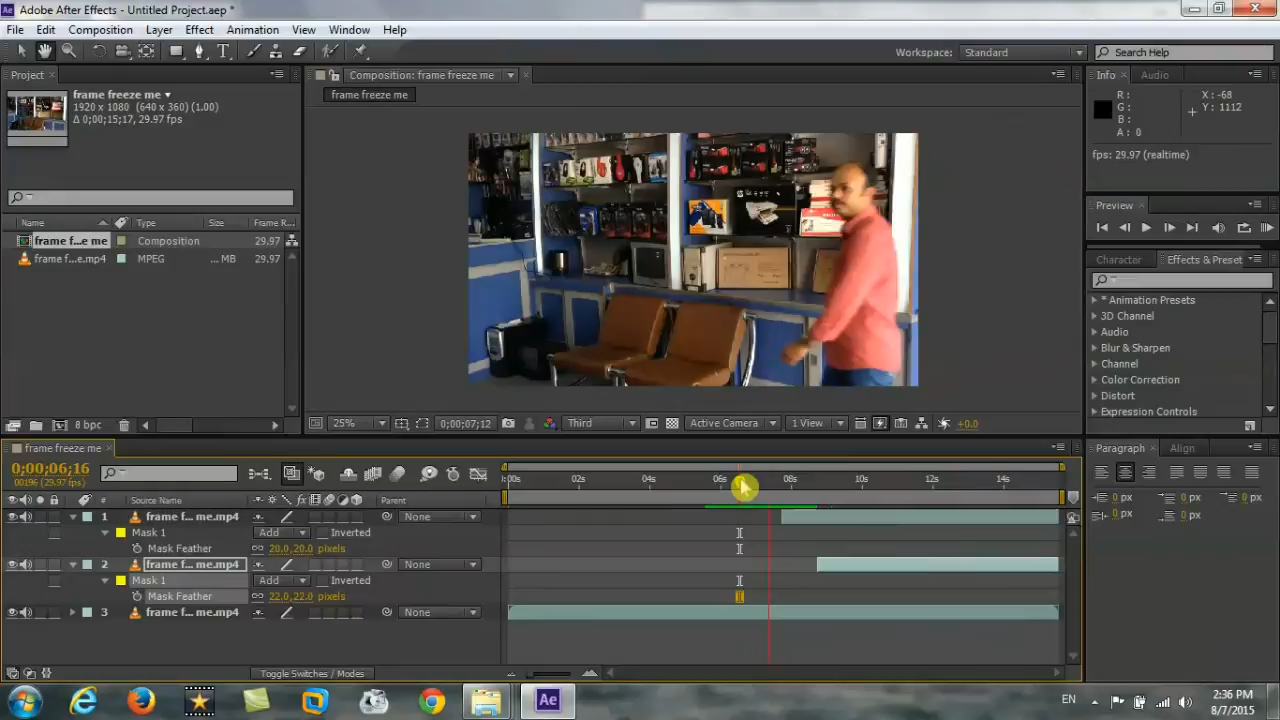 Adobe After Effects - Untitled Project.aep *
File Edit Composition Layer Effect Animation View Window Help
Workspace: Standard Search Help
Project Composition: frame freeze me Info Audio
frame freeze me
1920 x 1080 (640 x 360) (1.00)
Δ 0;00;15;17, 29.97 fps
frame freeze me
R :
G :
B :
A : 0
X : -68
Y : 1112
fps: 29.97 (realtime)
Preview
Name Type Size Frame R...
frame f...e me Composition 29.97
frame f...e.mp4 MPEG ... MB 29.97
Character Effects & Preset
* Animation Presets
3D Channel
Audio
Blur & Sharpen
Channel
Color Correction
Distort
Expression Controls
8 bpc 25% 0;00;07;12 Third Active Camera 1 View +0.0
frame freeze me
Paragraph Align
0;00;06;16
00196 (29.97 fps)
):00s 02s 04s 06s 08s 10s 12s 14s
# Source Name Parent
1 frame f... me.mp4 None
Mask 1 Add Inverted
Mask Feather 20.0,20.0 pixels
2 frame f... me.mp4 None
Mask 1 Add Inverted
Mask Feather 22.0,22.0 pixels
3 frame f... me.mp4 None
0 px 0 px 0 px
0 px 0 px
Toggle Switches / Modes
Ae EN 2:36 PM
8/7/2015